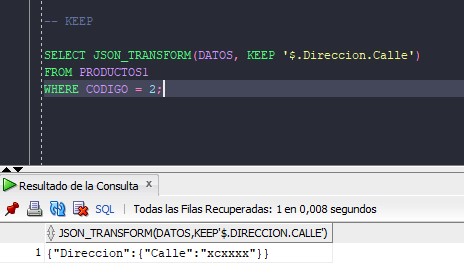 -- KEEP
SELECT JSON_TRANSFORM(DATOS, KEEP '$.Direccion.Calle')
FROM PRODUCTOS1
WHERE CODIGO = 2;
Resultado de la Consulta x
SQL | Todas las Filas Recuperadas: 1 en 0,008 segundos
JSON_TRANSFORM(DATOS,KEEP'$.DIRECCION.CALLE')
1 {"Direccion":{"Calle":"xcxxxx"}}